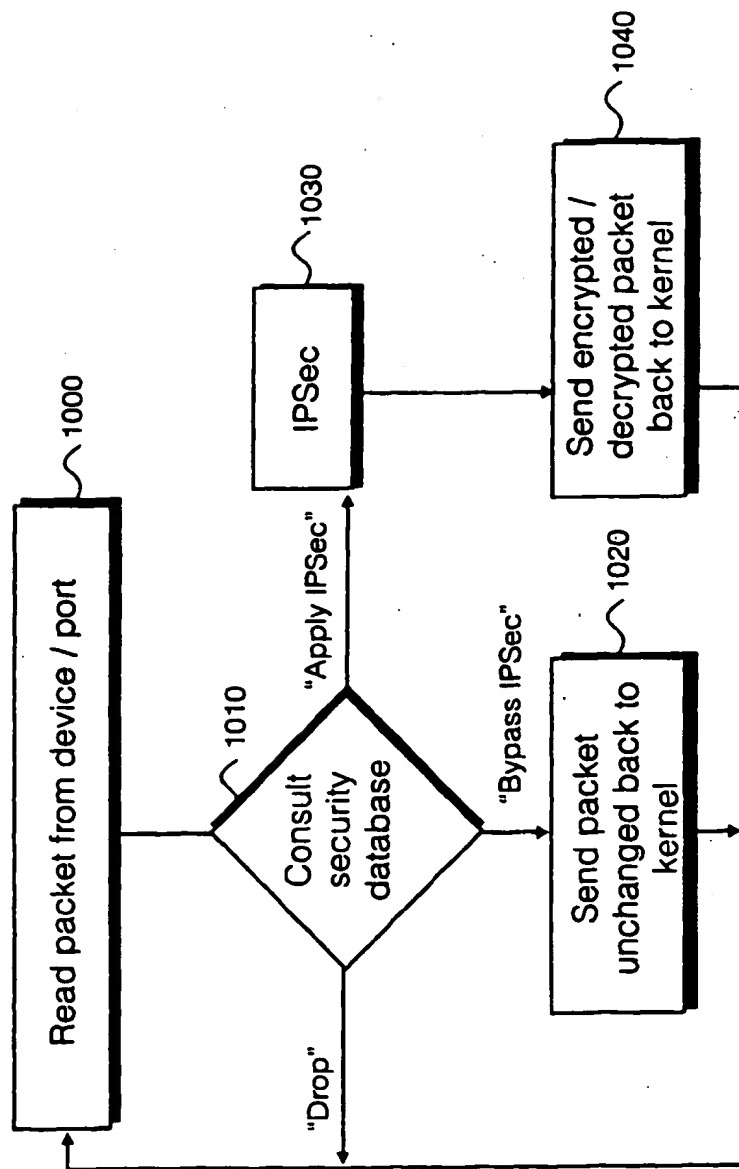 Read packet from device / port
1000
Consult
security
database
1010
"Drop"
"Apply IPSec"
IPSec
1030
"Bypass IPSec"
Send packet
unchanged back to
kernel
1020
Send encrypted /
decrypted packet
back to kernel
1040